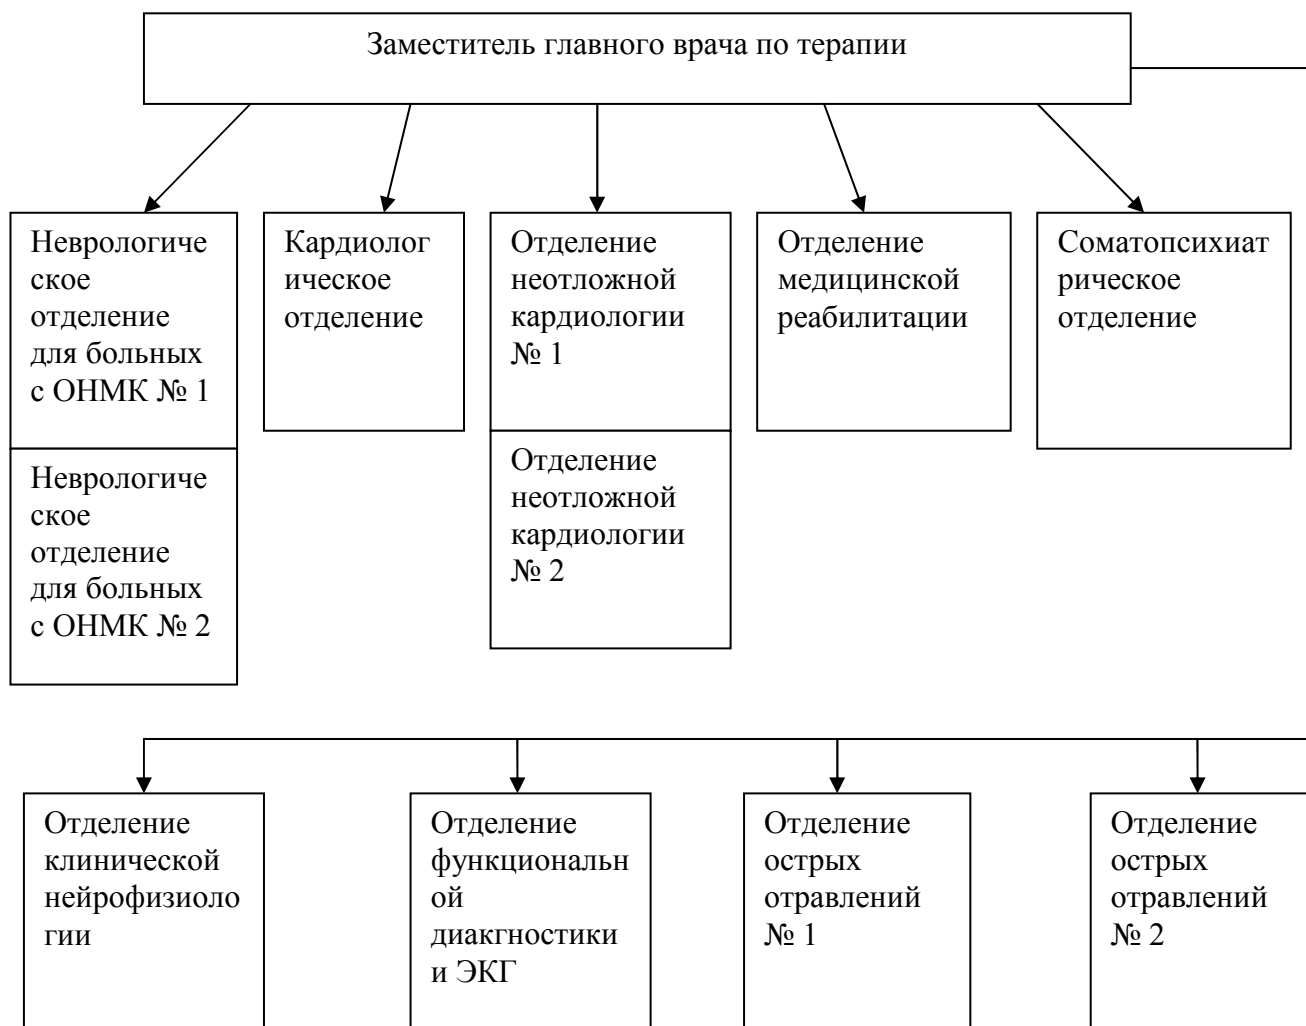 Заместитель главного врача по терапии
Неврологиче
ское
отделение
для больных
с ОНМК № 1
Кардиолог
ическое
отделение
Отделение
неотложной
кардиологии
№ 1
Отделение
медицинской
реабилитации
Соматопсихиат
рическое
отделение
Неврологиче
ское
отделение
для больных
с ОНМК № 2
Отделение
неотложной
кардиологии
№ 2
Отделение
клинической
нейрофизиоло
гии
Отделение
функциональн
ой
диакгностики
и ЭКГ
Отделение
острых
отравлений
№ 1
Отделение
острых
отравлений
№ 2